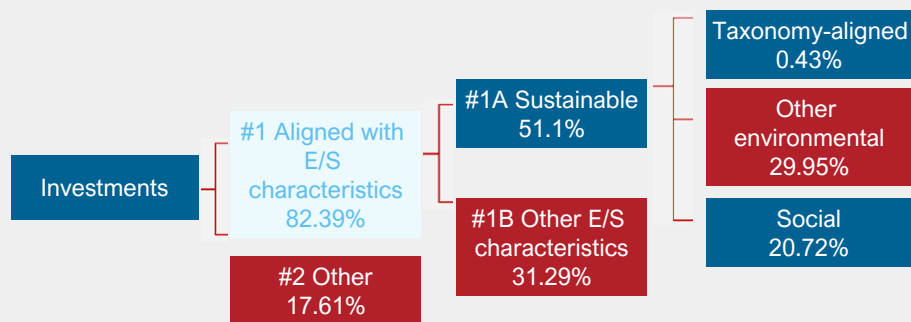 Investments
#1 Aligned with
E/S
characteristics
82.39%
#2 Other
17.61%
#1A Sustainable
51.1%
#1B Other E/S
characteristics
31.29%
Taxonomy-aligned
0.43%
Other
environmental
29.95%
Social
20.72%